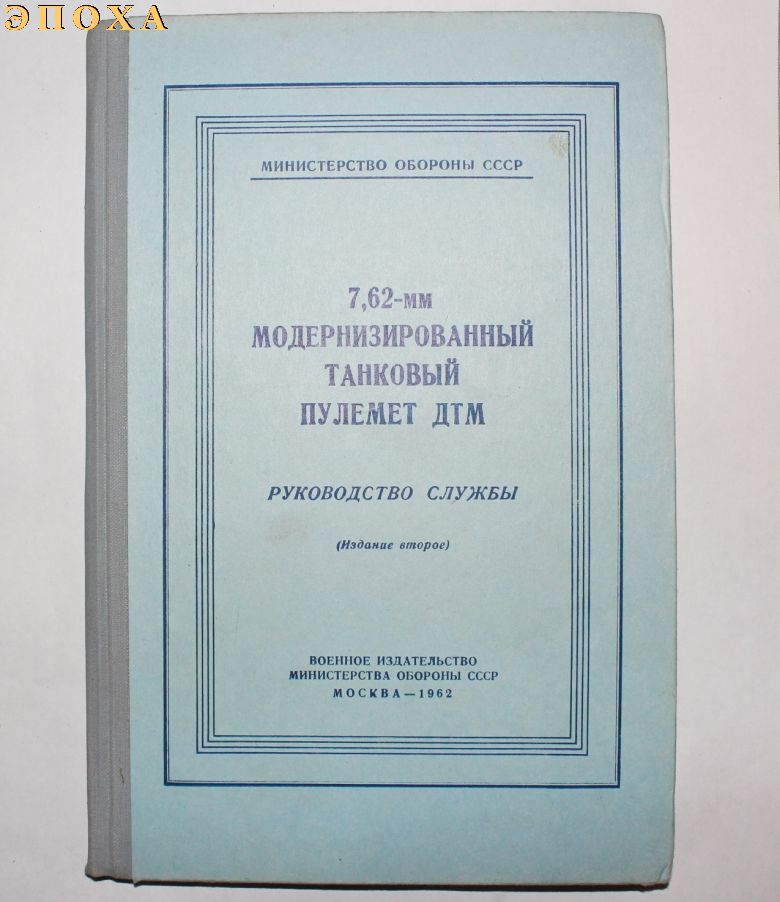 ЭПОХА
МИНИСТЕРСТВО ОБОРОНЫ СССР
7,62-мм
МОДЕРНИЗИРОВАННЫЙ
ТАНКОВЫЙ
ПУЛЕМЕТ ДТМ
РУКОВОДСТВО СЛУЖБЫ
(Издание второе)
ВОЕННОЕ ИЗДАТЕЛЬСТВО
МИНИСТЕРСТВА ОБОРОНЫ СССР
МОСКВА—1962